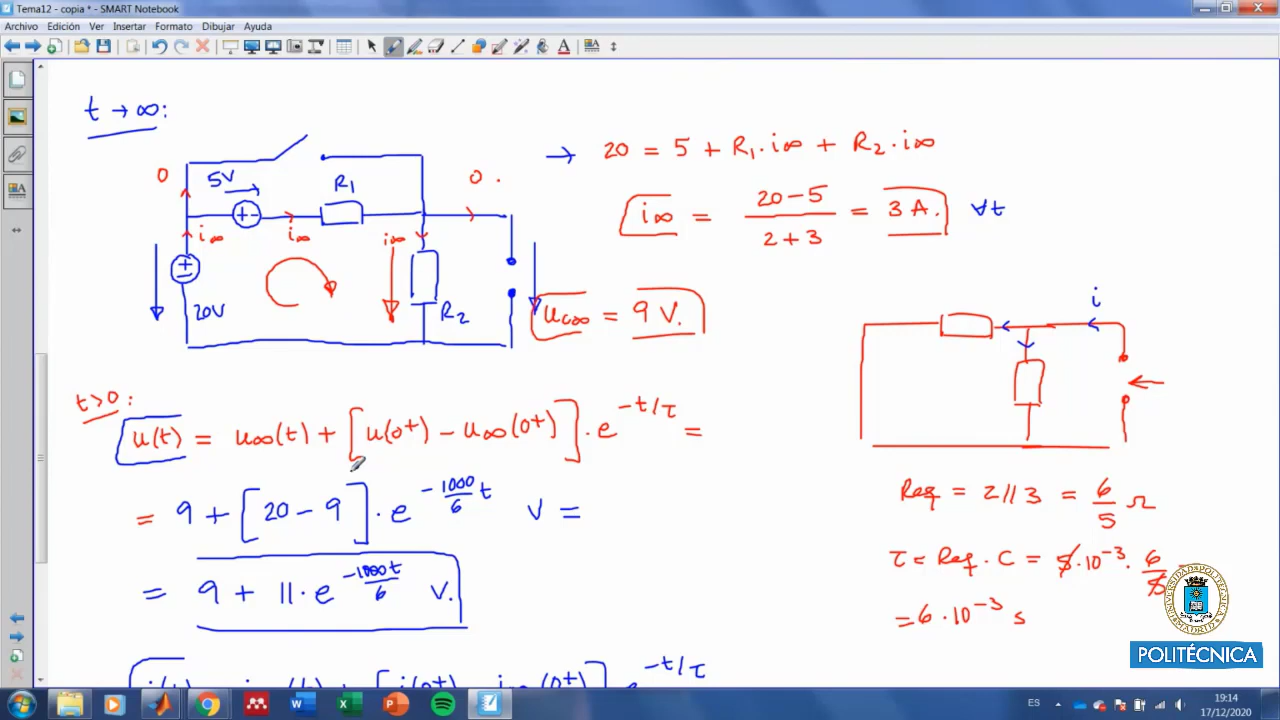 Tema12 - copia * - SMART Notebook
Archivo Edición Ver Insertar Formato Dibujar Ayuda
t → ∞:
0
5V
R1
0.
i∞
i∞
i∞
20V
R2
→ 20 = 5 + R1·i∞ + R2·i∞
i∞ = (20-5)/(2+3) = 3 A. ∀t
uc∞ = 9 V.
i
t>0:
u(t) = u∞(t) + [u(0+) - u∞(0+)]·e^(-t/τ) =
= 9 + [20-9]·e^(-1000/6 t) V =
= 9 + 11·e^(-1000t/6) V.
Req = 2//3 = 6/5 Ω
τ = Req·C = 5·10^-3·6/5
= 6·10^-3 s
-t/τ
POLITÉCNICA
ES
19:14
17/12/2020